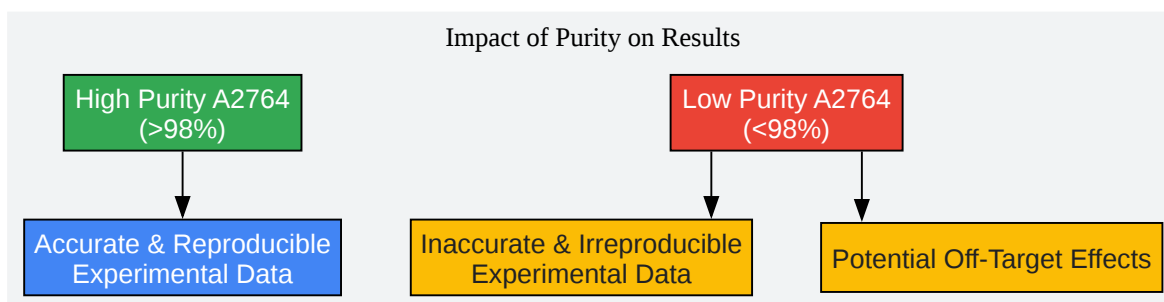 Impact of Purity on Results
High Purity A2764
(>98%)
Low Purity A2764
(<98%)
Accurate & Reproducible
Experimental Data
Inaccurate & Irreproducible
Experimental Data
Potential Off-Target Effects